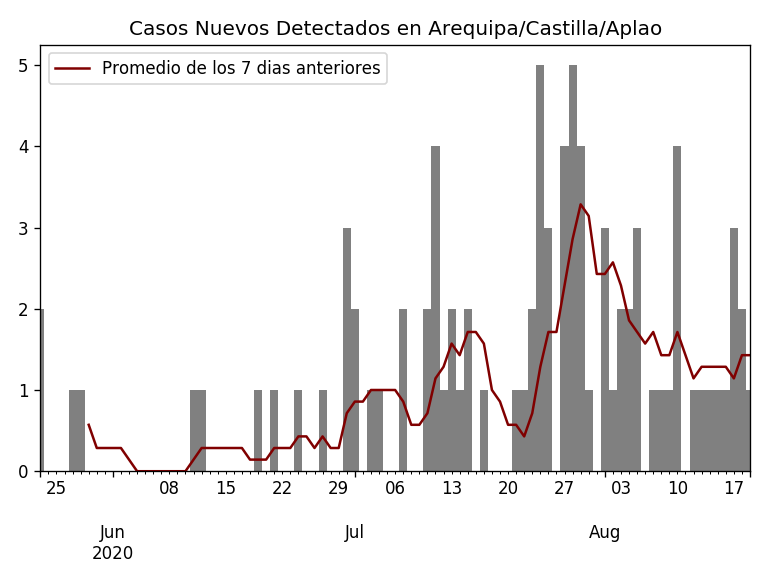 Casos Nuevos Detectados en Arequipa/Castilla/Aplao
Promedio de los 7 dias anteriores
5
4
3
2
1
0
25 08 15 22 29 06 13 20 27 03 10 17
Jun Jul Aug
2020